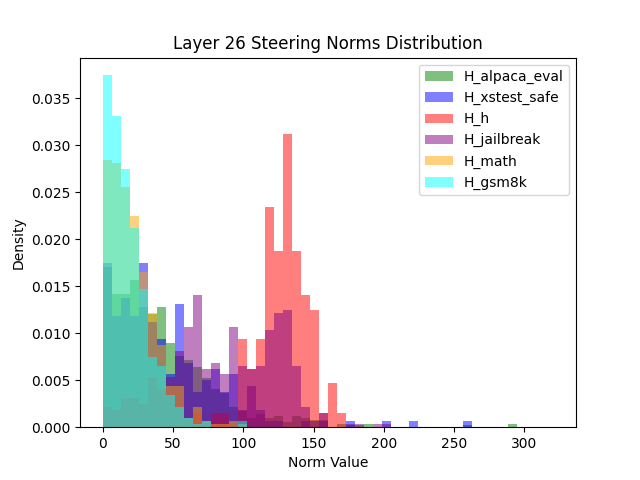 Layer 26 Steering Norms Distribution
H_alpaca_eval
H_xstest_safe
H_h
H_jailbreak
H_math
H_gsm8k
Density
0.035
0.030
0.025
0.020
0.015
0.010
0.005
0.000
0 50 100 150 200 250 300
Norm Value